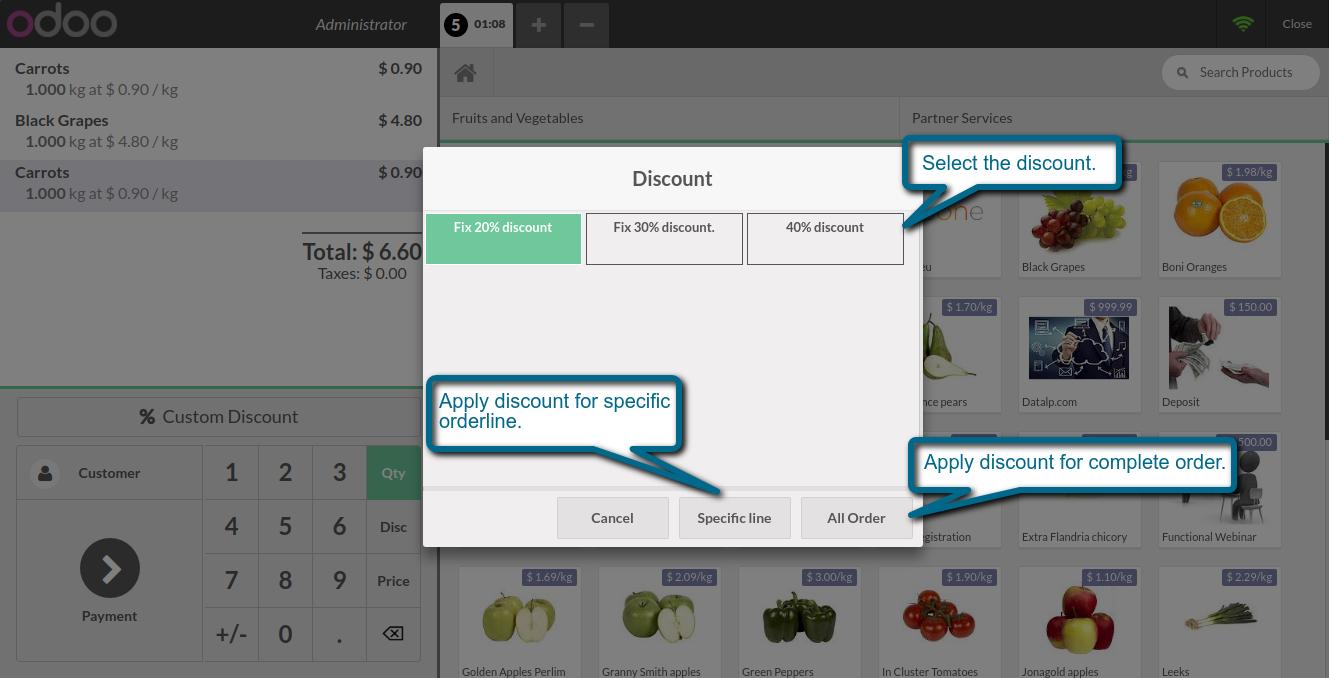 odoo
Administrator
5 01:08
+
−
Close
Carrots $ 0.90
1.000 kg at $ 0.90 / kg
Black Grapes $ 4.80
1.000 kg at $ 4.80 / kg
Carrots $ 0.90
1.000 kg at $ 0.90 / kg
Total: $ 6.60
Taxes: $ 0.00
Search Products
Fruits and Vegetables
Partner Services
Select the discount.
Discount
Fix 20% discount
Fix 30% discount.
40% discount
Apply discount for specific
orderline.
Apply discount for complete order.
Cancel
Specific line
All Order
% Custom Discount
Customer
1 2 3 Qty
4 5 6 Disc
7 8 9 Price
+/- 0 .
Payment
$ 1.98/kg
Black Grapes
Boni Oranges
$ 1.70/kg
$ 999.99
$ 150.00
pears
Datalp.com
Deposit
500.00
Extra Flandria chicory
Functional Webinar
$ 1.69/kg
$ 2.09/kg
$ 3.00/kg
$ 1.90/kg
$ 1.10/kg
$ 2.29/kg
Golden Apples Perlim
Granny Smith apples
Green Peppers
In Cluster Tomatoes
Jonagold apples
Leeks